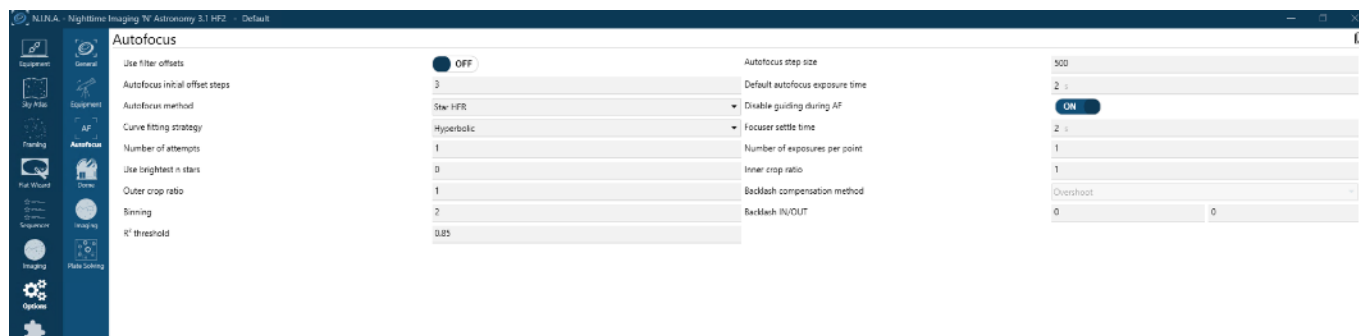 N.I.N.A. - Nighttime Imaging 'N' Astronomy 3.1 HF2 - Default
Equipment
Sky Atlas
Framing
Flat Wizard
Sequencer
Imaging
Options
General
Equipment
AF
Autofocus
Dome
Imaging
Plate Solving
Autofocus
Use filter offsets OFF
Autofocus initial offset steps 3
Autofocus method Star HFR
Curve fitting strategy Hyperbolic
Number of attempts 1
Use brightest n stars 0
Outer crop ratio 1
Binning 2
R² threshold 0.85
Autofocus step size 500
Default autofocus exposure time 2 s
Disable guiding during AF ON
Focuser settle time 2 s
Number of exposures per point 1
Inner crop ratio 1
Backlash compensation method Overshoot
Backlash IN/OUT 0 0